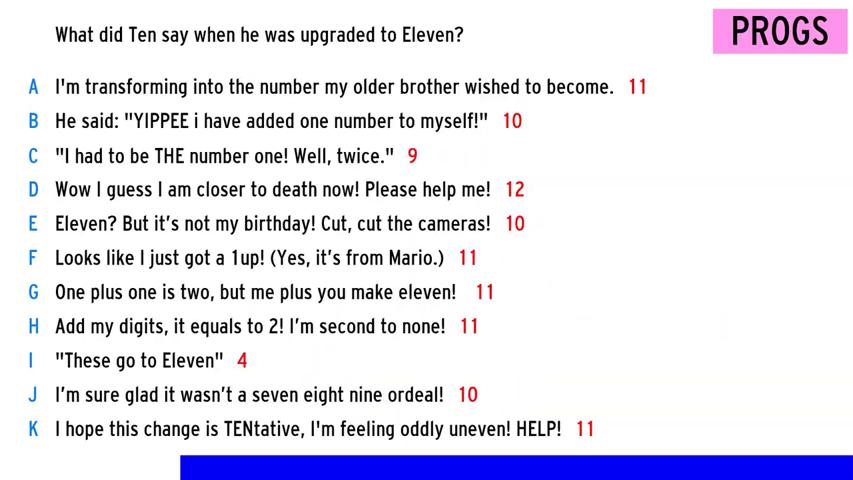 What did Ten say when he was upgraded to Eleven?
PROGS
A I'm transforming into the number my older brother wished to become. 11
B He said: "YIPPEE i have added one number to myself!" 10
C "I had to be THE number one! Well, twice." 9
D Wow I guess I am closer to death now! Please help me! 12
E Eleven? But it's not my birthday! Cut, cut the cameras! 10
F Looks like I just got a 1up! (Yes, it's from Mario.) 11
G One plus one is two, but me plus you make eleven! 11
H Add my digits, it equals to 2! I'm second to none! 11
I "These go to Eleven" 4
J I'm sure glad it wasn't a seven eight nine ordeal! 10
K I hope this change is TENtative, I'm feeling oddly uneven! HELP! 11